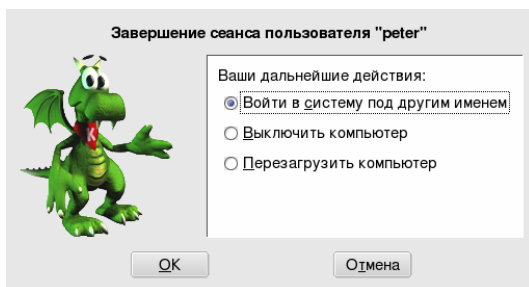 Завершение сеанса пользователя "peter"
Ваши дальнейшие действия:
Войти в систему под другим именем
Выключить компьютер
Перезагрузить компьютер
K
OK
Отмена